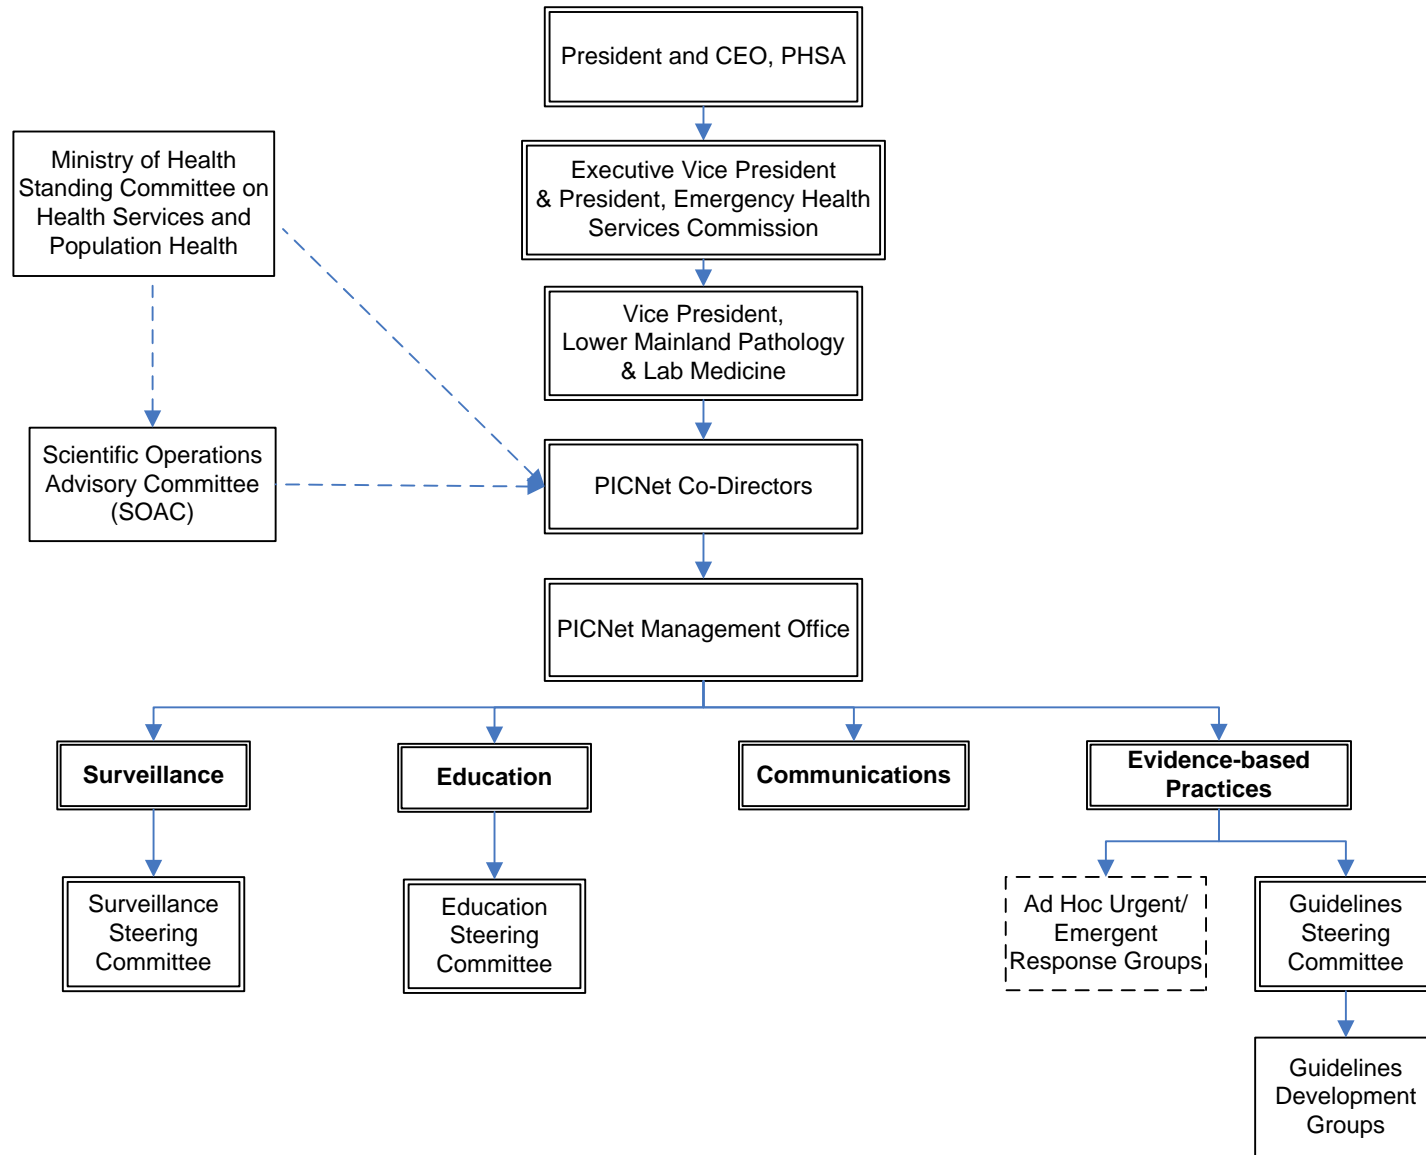 President and CEO, PHSA
Ministry of Health
Standing Committee on
Health Services and
Population Health
Executive Vice President
& President, Emergency Health
Services Commission
Vice President,
Lower Mainland Pathology
& Lab Medicine
Scientific Operations
Advisory Committee
(SOAC)
PICNet Co-Directors
PICNet Management Office
Surveillance
Education
Communications
Evidence-based
Practices
Surveillance
Steering
Committee
Education
Steering
Committee
Ad Hoc Urgent/
Emergent
Response Groups
Guidelines
Steering
Committee
Guidelines
Development
Groups